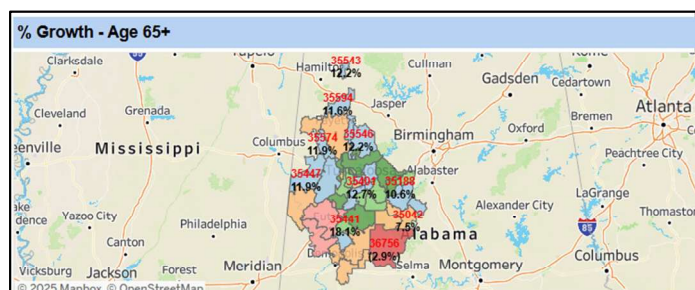 % Growth - Age 65+
Clarksdale
Hamilton
35543
12.2%
Cullman
Gadsden
Cedartown
35594
11.6%
Jasper
Atlanta
Grenada
Cleveland
Columbus
35574
11.9%
35546
12.2%
Birmingham
Oxford
Bremen
Mississippi
Peachtree City
35447
11.9%
35401
12.7%
35188
10.6%
Alabaster
LaGrange
Yazoo City
Philadelphia
35441
18.1%
35042
7.5%
Alexander City
Thomaston
85
Canton
36756
(2.9%)
Alabama
Columbus
Vicksburg
Jackson
Forest
Meridian
Selma
Montgomery
© 2025 Mapbox © OpenStreetMap